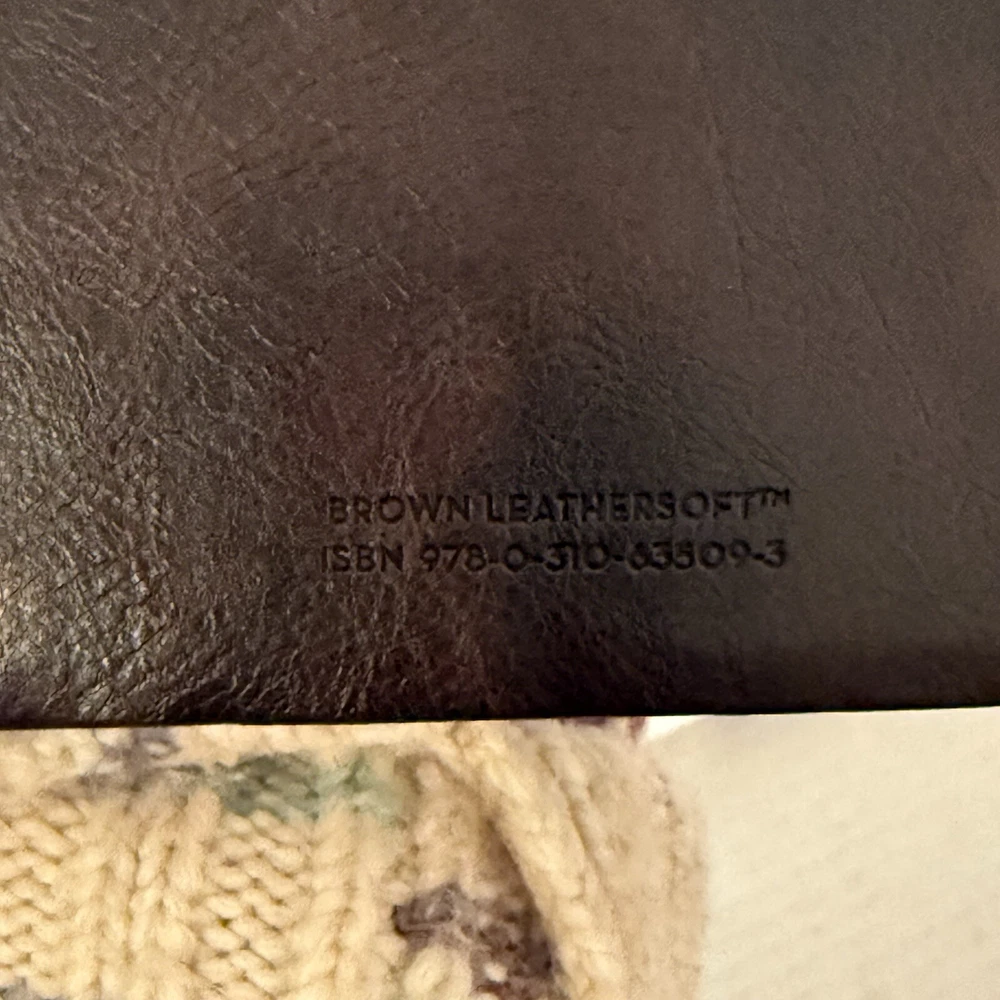 BROWN LEATHERSOFT™
ISBN 978-0-310-63509-3